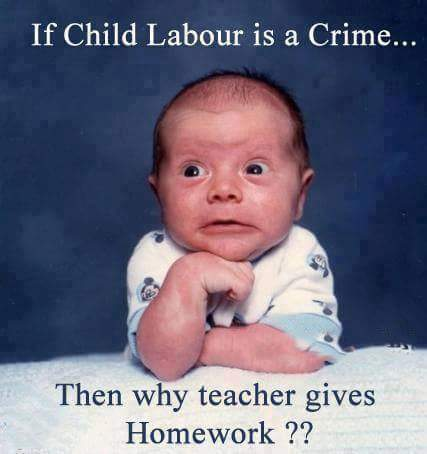 If Child Labour is a Crime...
Then why teacher gives
Homework ??